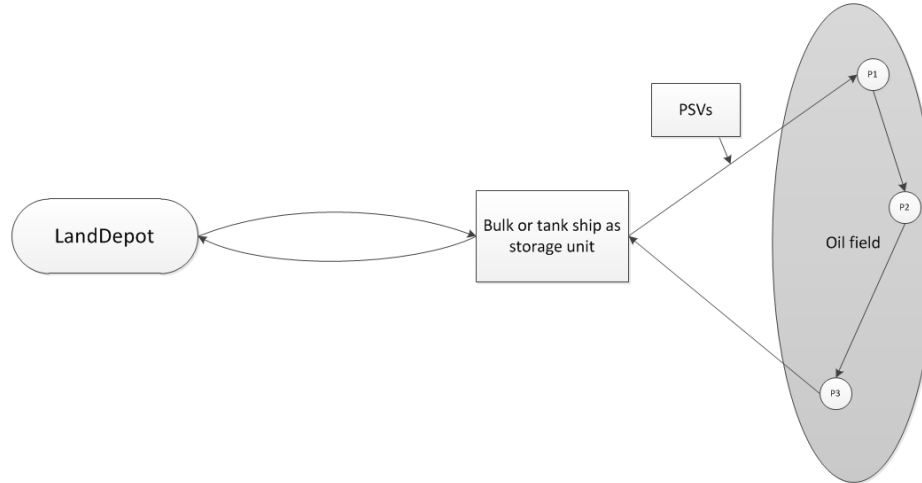 P1
PSVs
P2
LandDepot
Bulk or tank ship as
storage unit
Oil field
P3